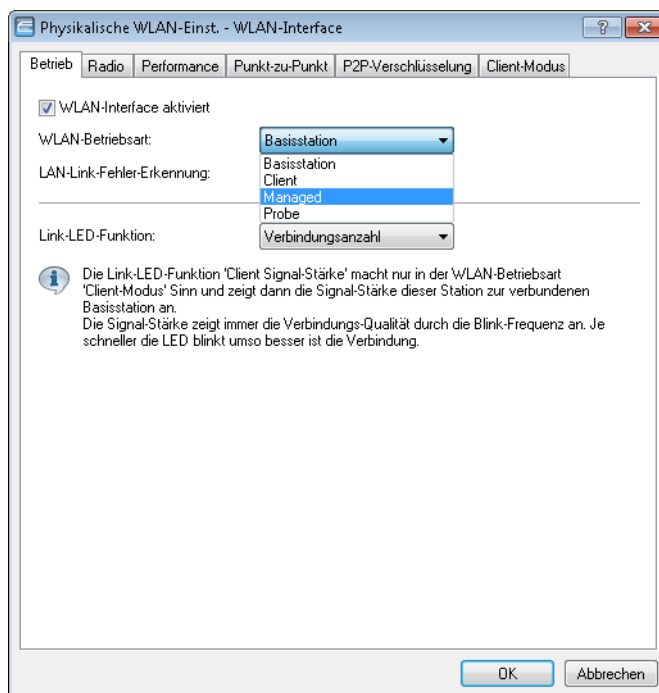 Physikalische WLAN-Einst. - WLAN-Interface
Betrieb Radio Performance Punkt-zu-Punkt P2P-Verschlüsselung Client-Modus
WLAN-Interface aktiviert
WLAN-Betriebsart: Basisstation
Basisstation
LAN-Link-Fehler-Erkennung: Client
Managed
Probe
Link-LED-Funktion: Verbindungsanzahl
Die Link-LED-Funktion 'Client Signal-Stärke' macht nur in der WLAN-Betriebsart
'Client-Modus' Sinn und zeigt dann die Signal-Stärke dieser Station zur verbundenen
Basisstation an.
Die Signal-Stärke zeigt immer die Verbindungs-Qualität durch die Blink-Frequenz an. Je
schneller die LED blinkt umso besser ist die Verbindung.
OK Abbrechen